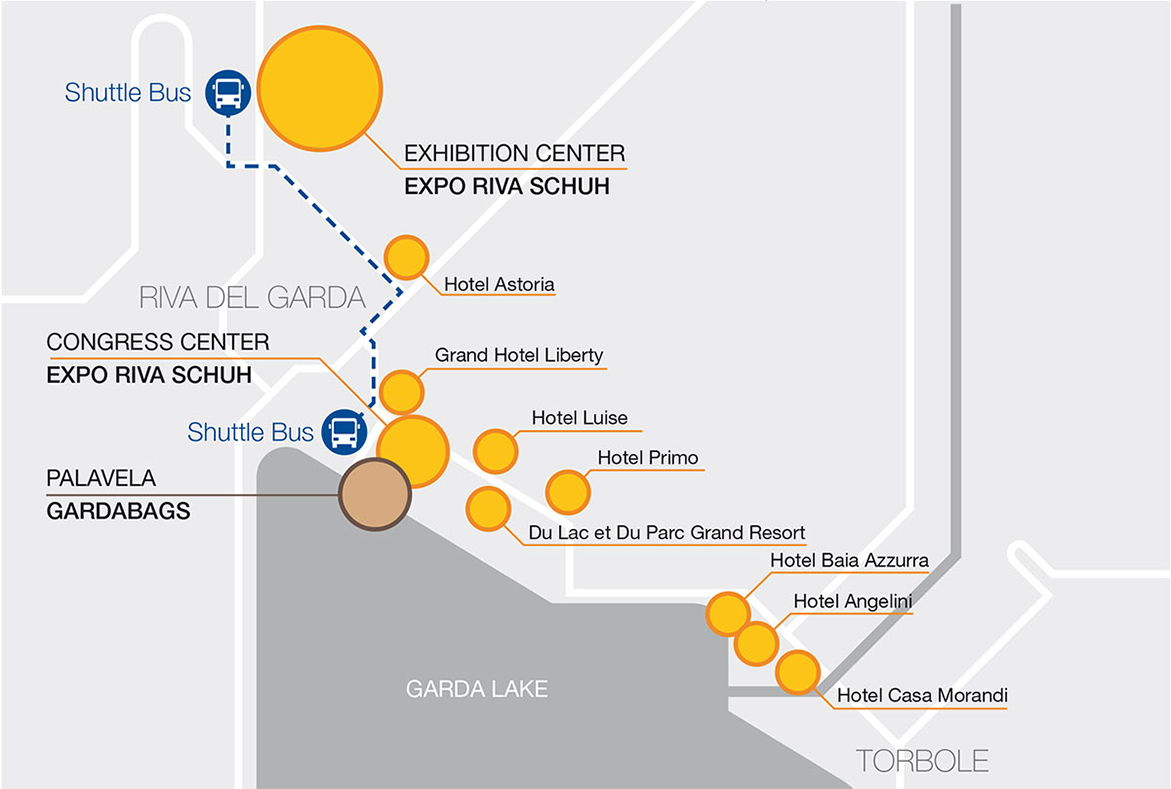 Shuttle Bus
EXHIBITION CENTER
EXPO RIVA SCHUH
Hotel Astoria
RIVA DEL GARDA
CONGRESS CENTER
EXPO RIVA SCHUH
Grand Hotel Liberty
Shuttle Bus
Hotel Luise
Hotel Primo
PALAVELA
GARDABAGS
Du Lac et Du Parc Grand Resort
Hotel Baia Azzurra
Hotel Angelini
GARDA LAKE
Hotel Casa Morandi
TORBOLE